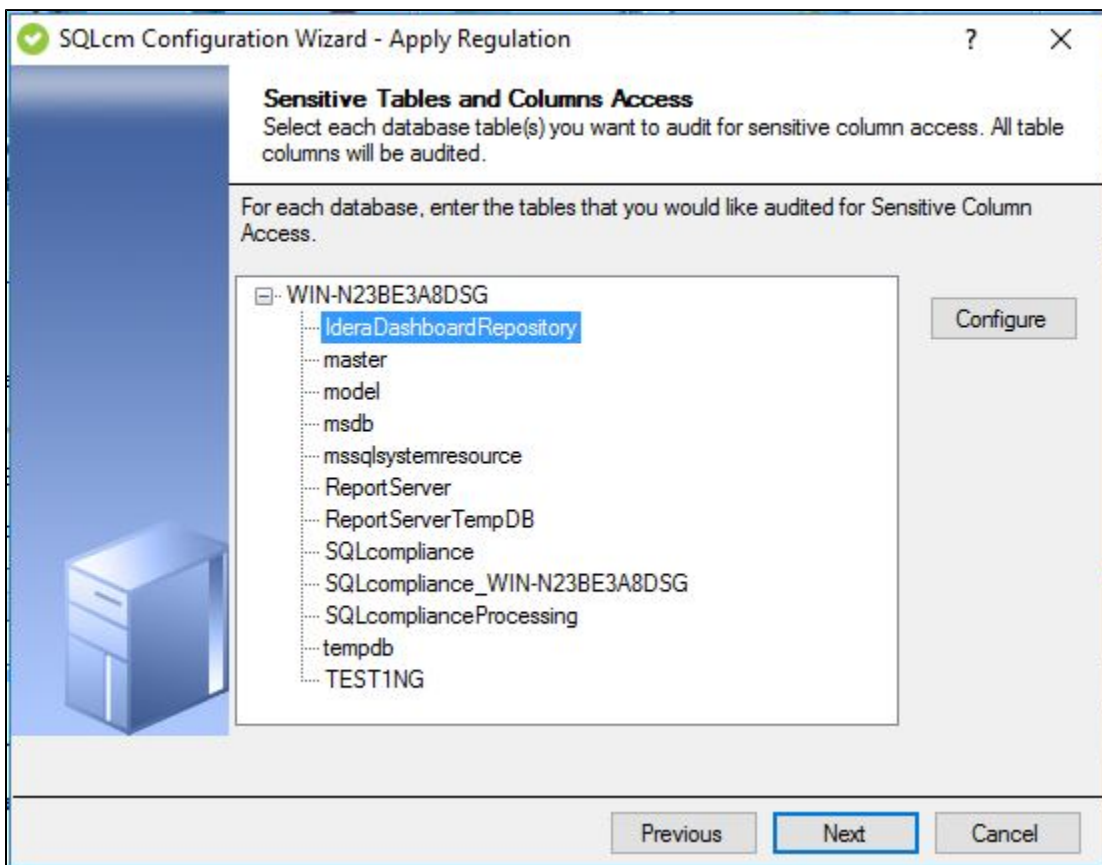 SQLcm Configuration Wizard - Apply Regulation ?
Sensitive Tables and Columns Access
Select each database table(s) you want to audit for sensitive column access. All table
columns will be audited.
For each database, enter the tables that you would like audited for Sensitive Column
Access.
WIN-N23BE3A8DSG
IderaDashboardRepository
Configure
master
model
msdb
mssqlsystemresource
ReportServer
ReportServerTempDB
SQLcompliance
SQLcompliance_WIN-N23BE3A8DSG
SQLcomplianceProcessing
tempdb
TEST1NG
Previous Next Cancel